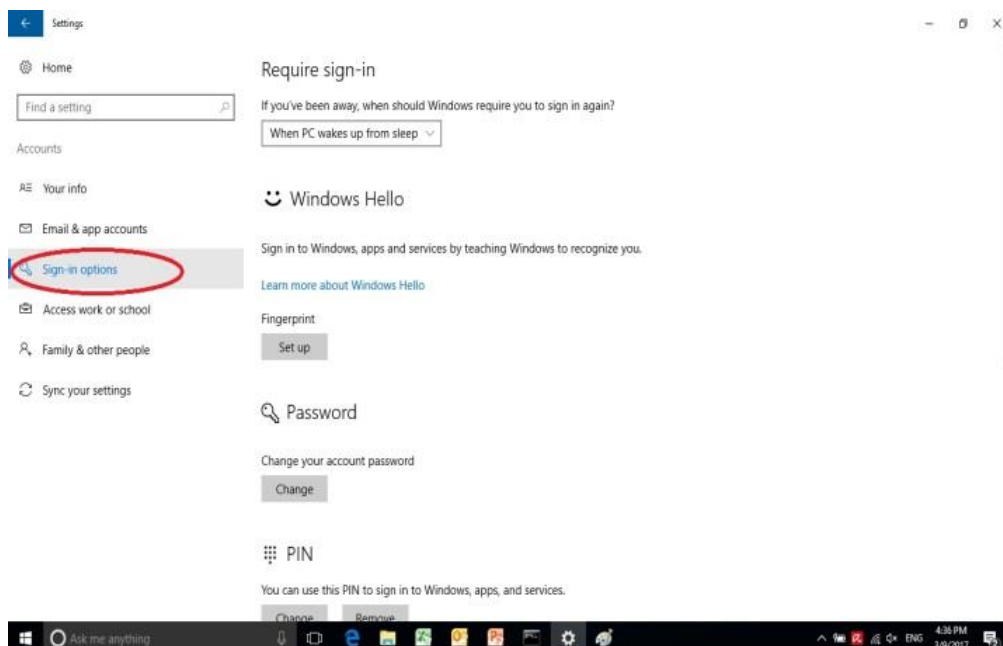 Settings
Home
Find a setting
Accounts
Your info
Email & app accounts
Sign-in options
Access work or school
Family & other people
Sync your settings
Require sign-in
If you've been away, when should Windows require you to sign in again?
When PC wakes up from sleep
Windows Hello
Sign in to Windows, apps and services by teaching Windows to recognize you.
Learn more about Windows Hello
Fingerprint
Set up
Password
Change your account password
Change
PIN
You can use this PIN to sign in to Windows, apps, and services.
Change Remove
Ask me anything
ENG
4:36 PM
3/9/2017